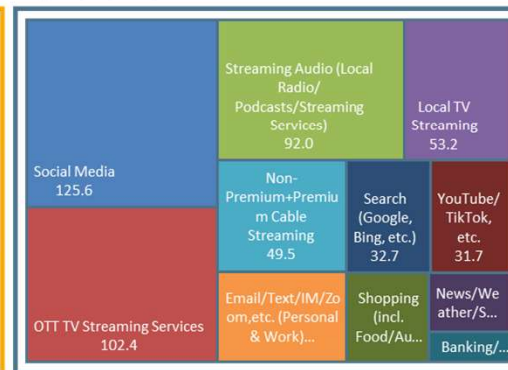 Social Media
125.6
OTT TV Streaming Services
102.4
Streaming Audio (Local
Radio/
Podcasts/Streaming
Services)
92.0
Local TV
Streaming
53.2
Non-
Premium+Premiu
m Cable
Streaming
49.5
Search
(Google,
Bing, etc.)
32.7
YouTube/
TikTok,
etc.
31.7
Email/Text/IM/Zo
om,etc. (Personal
& Work)...
Shopping
(incl.
Food/Au...
News/We
ather/S...
Banking/...